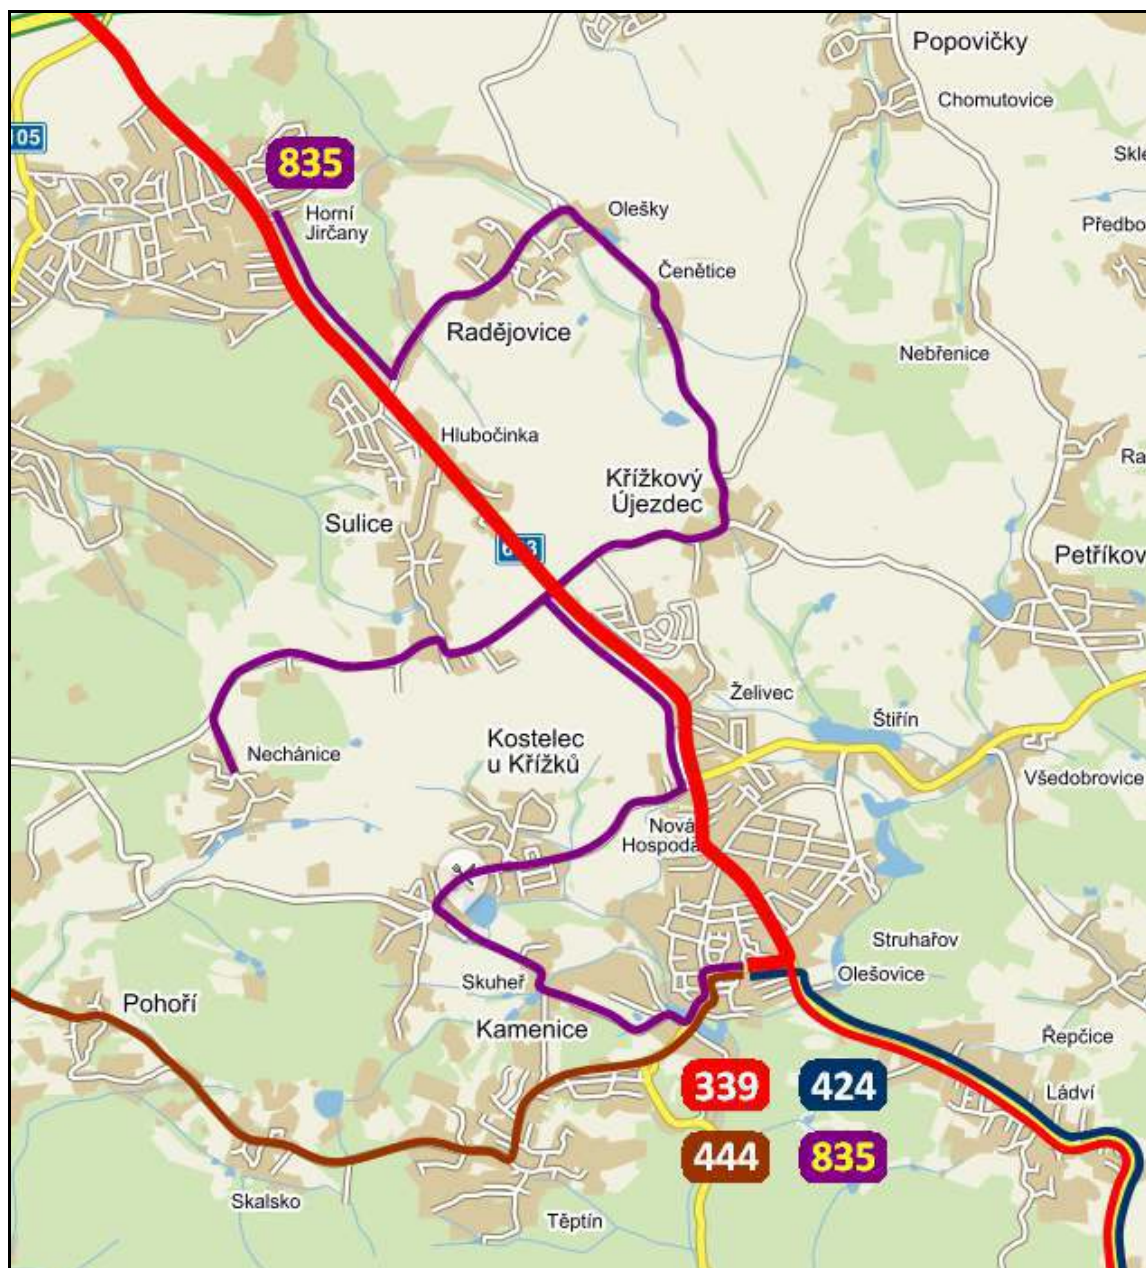 Popovičky
Chomutovice
105
835
Horní
Jirčany
Olešky
Předbo
Čenětice
Radějovice
Nebřenice
Hlubočinka
Křížkový
Újezdec
Sulice
Petříkov
Želivec
Štiřín
Kostelec
u Křížků
Nechánice
Všedobrovice
Nová
Hospoda
Struhařov
Olešovice
Skuheř
Pohoří
Kamenice
Řepčice
339
424
Ládví
444
835
Skalsko
Těptín